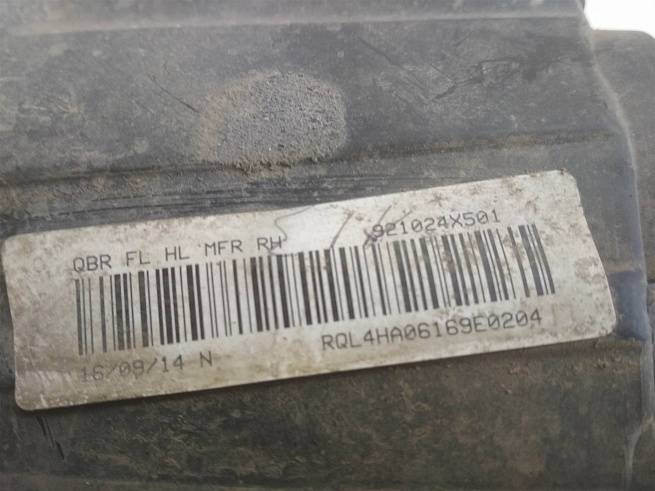 QBR FL HL MFR RH 921024X501
16/09/14 N RQL4HA06169E0204